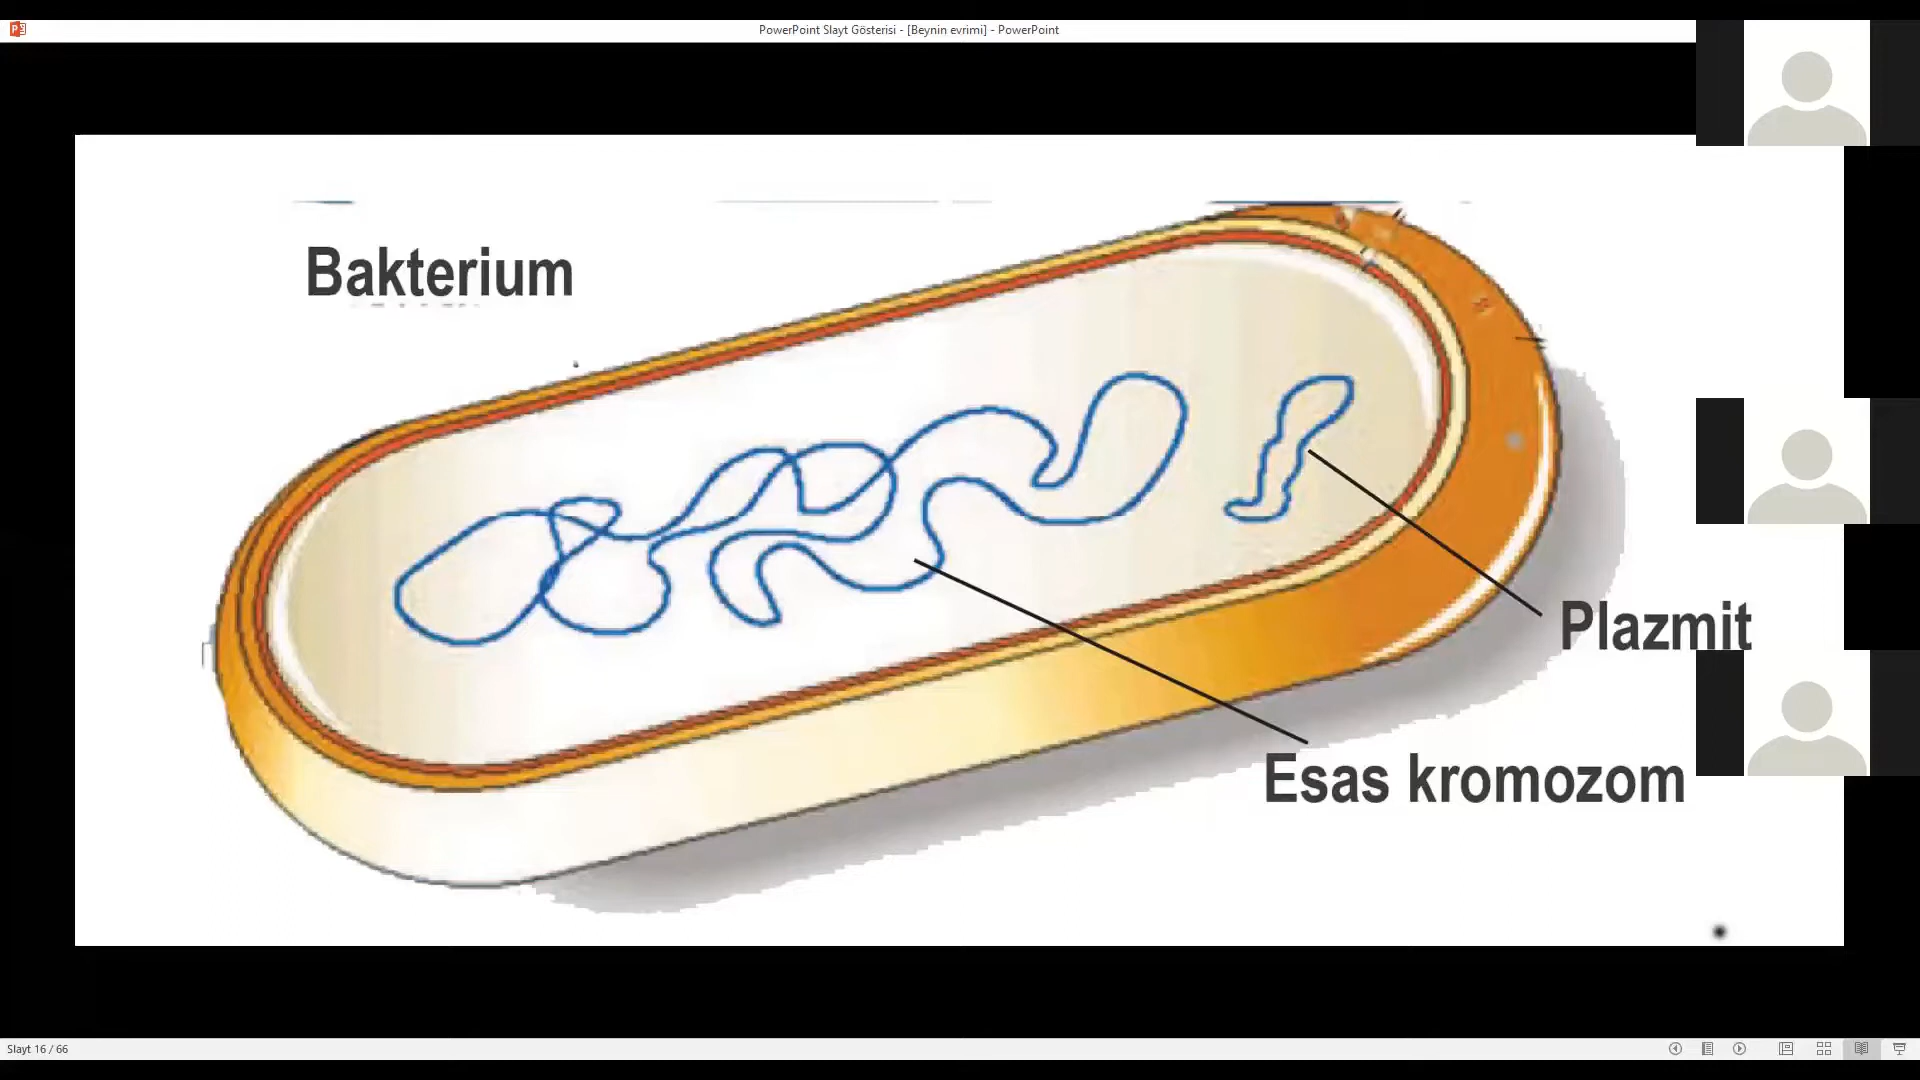 PowerPoint Slayt Gösterisi - [Beynin evrimi] - PowerPoint
Bakterium
Plazmit
Esas kromozom
Slayt 16 / 66